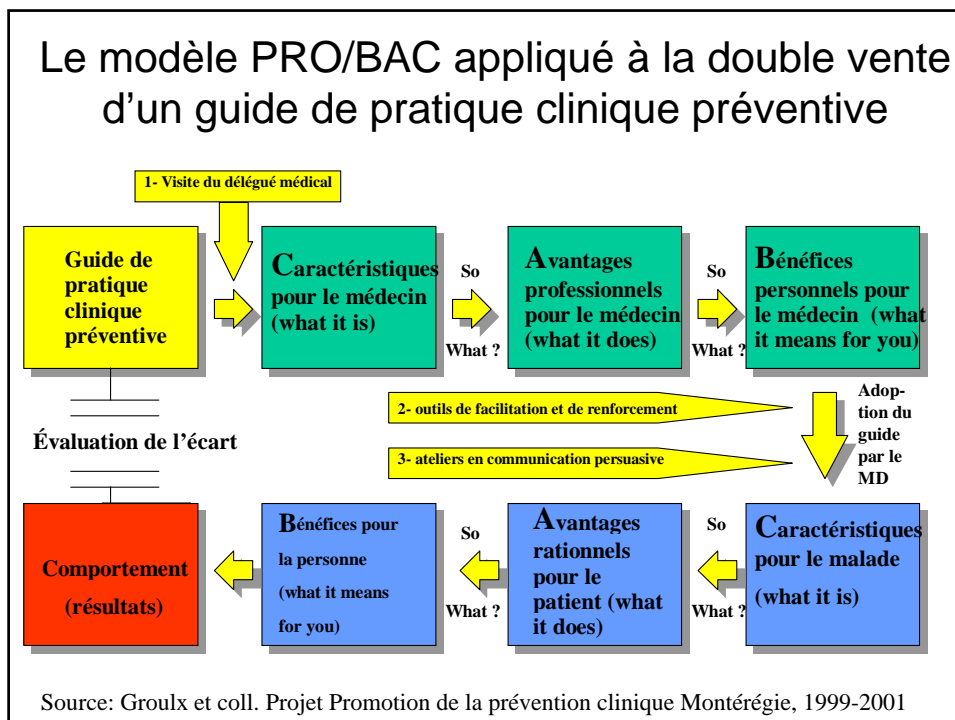 Le modèle PRO/BAC appliqué à la double vente
d'un guide de pratique clinique préventive
1- Visite du délégué médical
Guide de
pratique
clinique
préventive
Caractéristiques
pour le médecin
(what it is)
So
What ?
Avantages
professionnels
pour le médecin
(what it does)
So
What ?
Bénéfices
personnels pour
le médecin (what
it means for you)
2- outils de facilitation et de renforcement
3- ateliers en communication persuasive
Adop-
tion du
guide
par le
MD
Évaluation de l'écart
Caractéristiques
pour le malade
(what it is)
So
What ?
Avantages
rationnels
pour le
patient (what
it does)
So
What ?
Bénéfices pour
la personne
(what it means
for you)
Comportement
(résultats)
Source: Groulx et coll. Projet Promotion de la prévention clinique Montérégie, 1999-2001